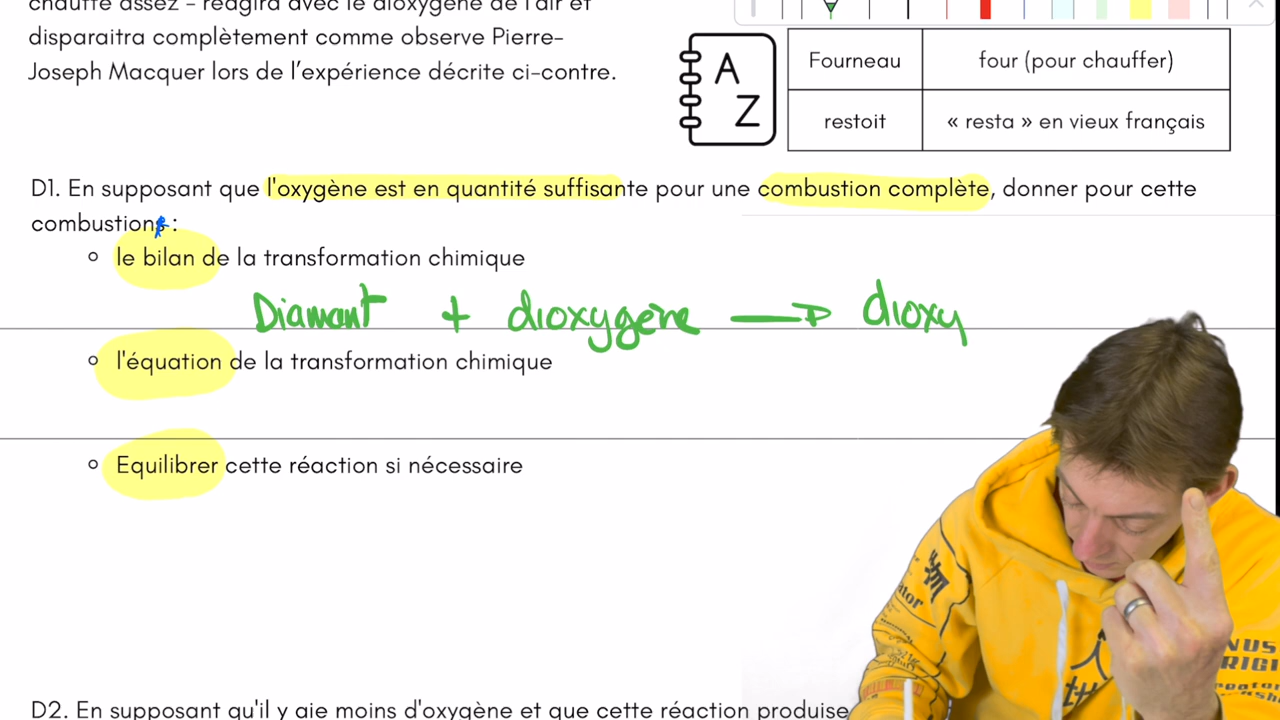 chauffe assez - réagira avec le dioxygène de l'air et
disparaitra complètement comme observe Pierre-
Joseph Macquer lors de l'expérience décrite ci-contre.
A
Z
Fourneau
four (pour chauffer)
restoit
« resta » en vieux français
D1. En supposant que l'oxygène est en quantité suffisante pour une combustion complète, donner pour cette
combustion :
le bilan de la transformation chimique
Diamant + dioxygène → dioxy
l'équation de la transformation chimique
Equilibrer cette réaction si nécessaire
D2. En supposant qu'il y aie moins d'oxygène et que cette réaction produise